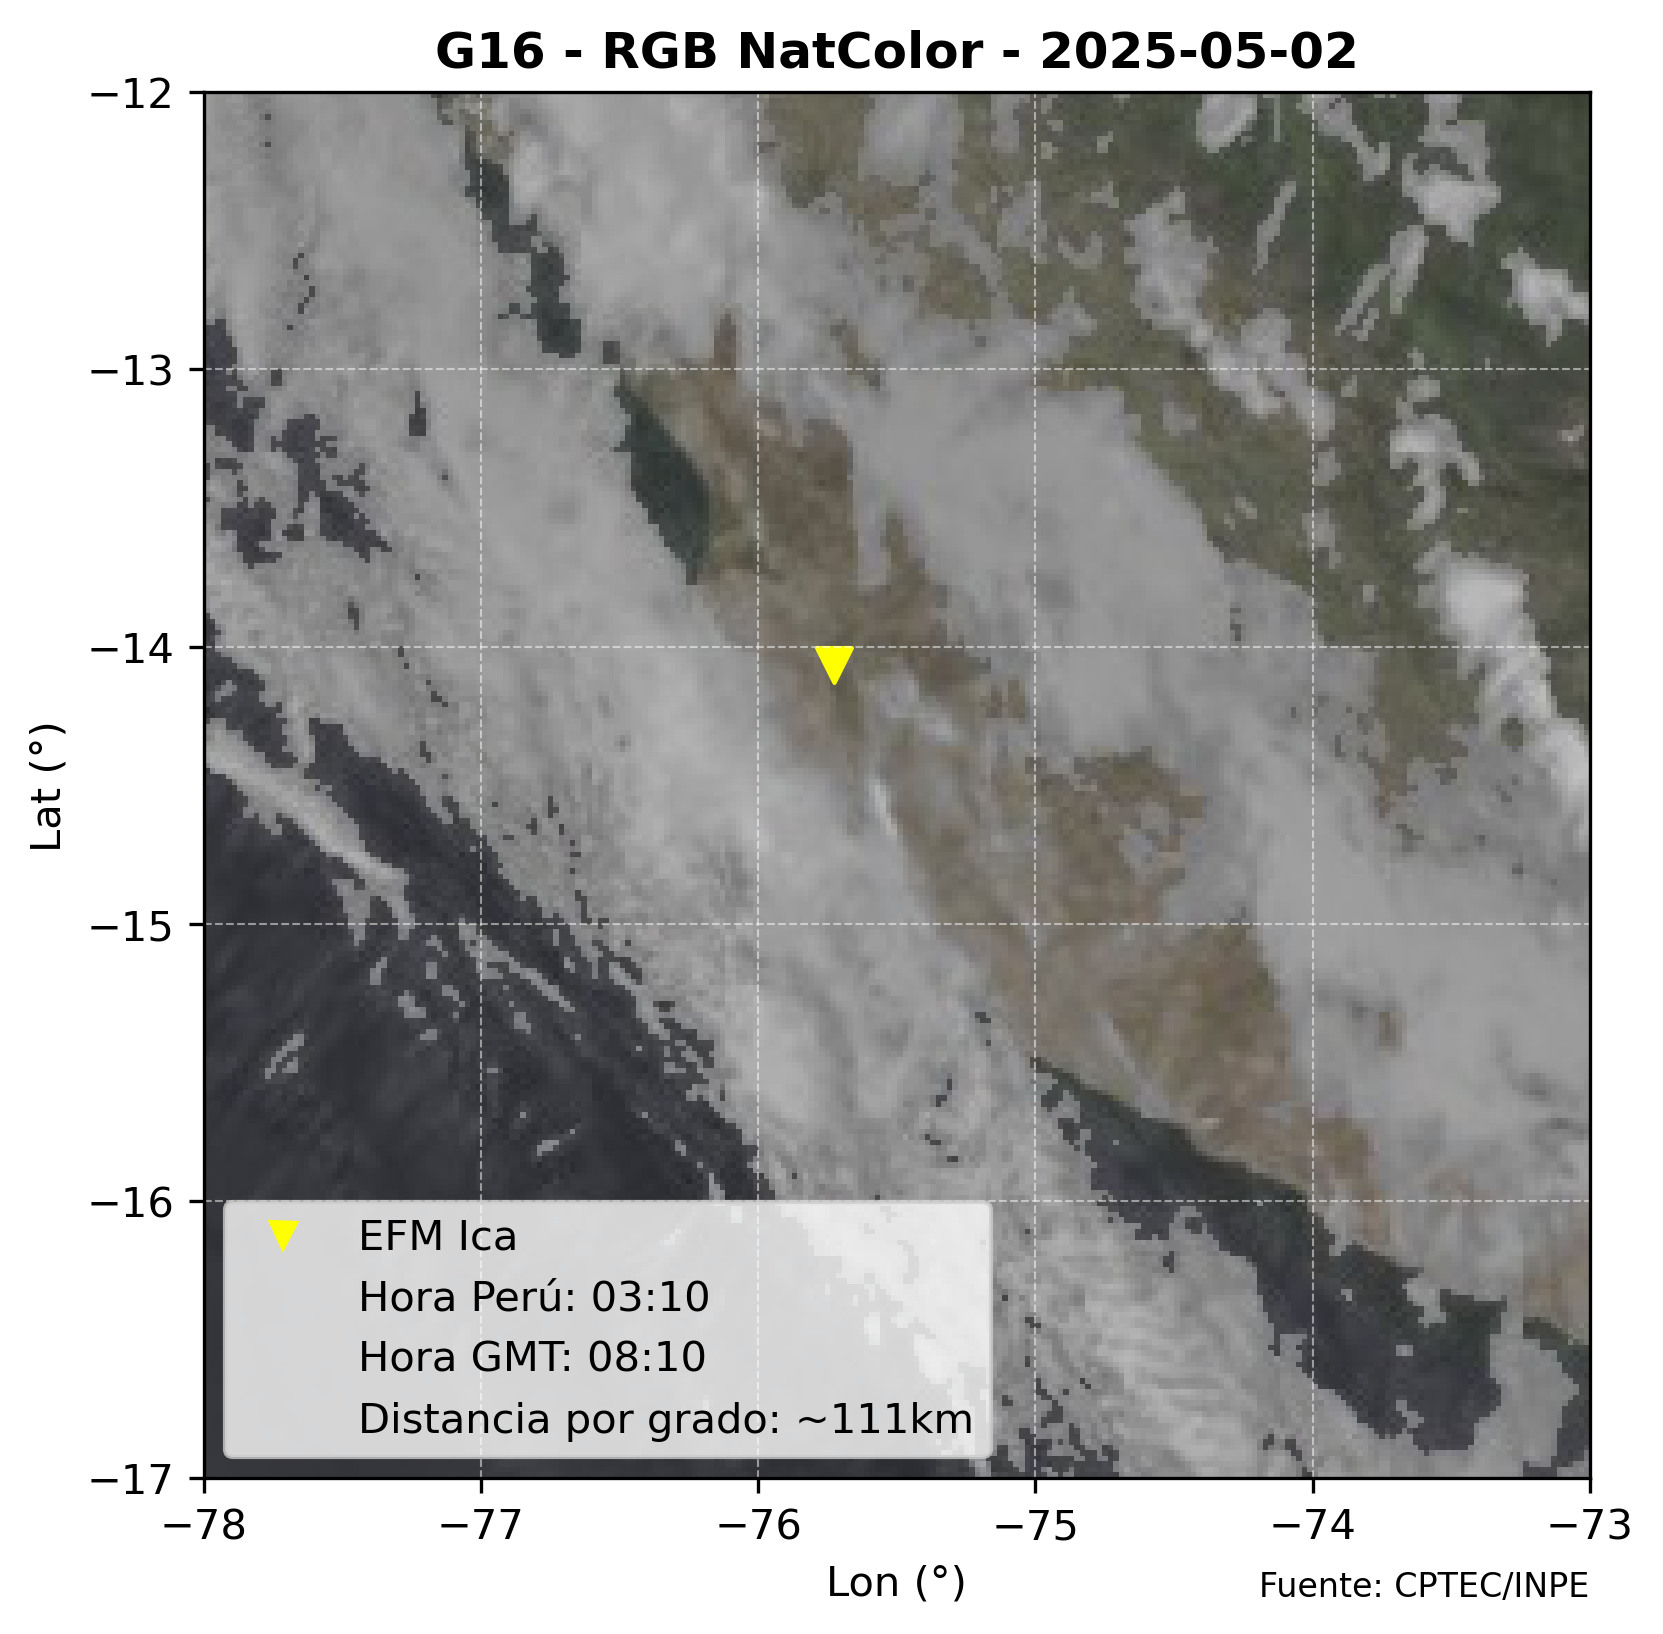 G16 - RGB NatColor - 2025-05-02
−12
−13
−14
−15
−16
−17
Lat (°)
EFM Ica
Hora Perú: 03:10
Hora GMT: 08:10
Distancia por grado: ~111km
−78 −77 −76 −75 −74 −73
Lon (°)
Fuente: CPTEC/INPE